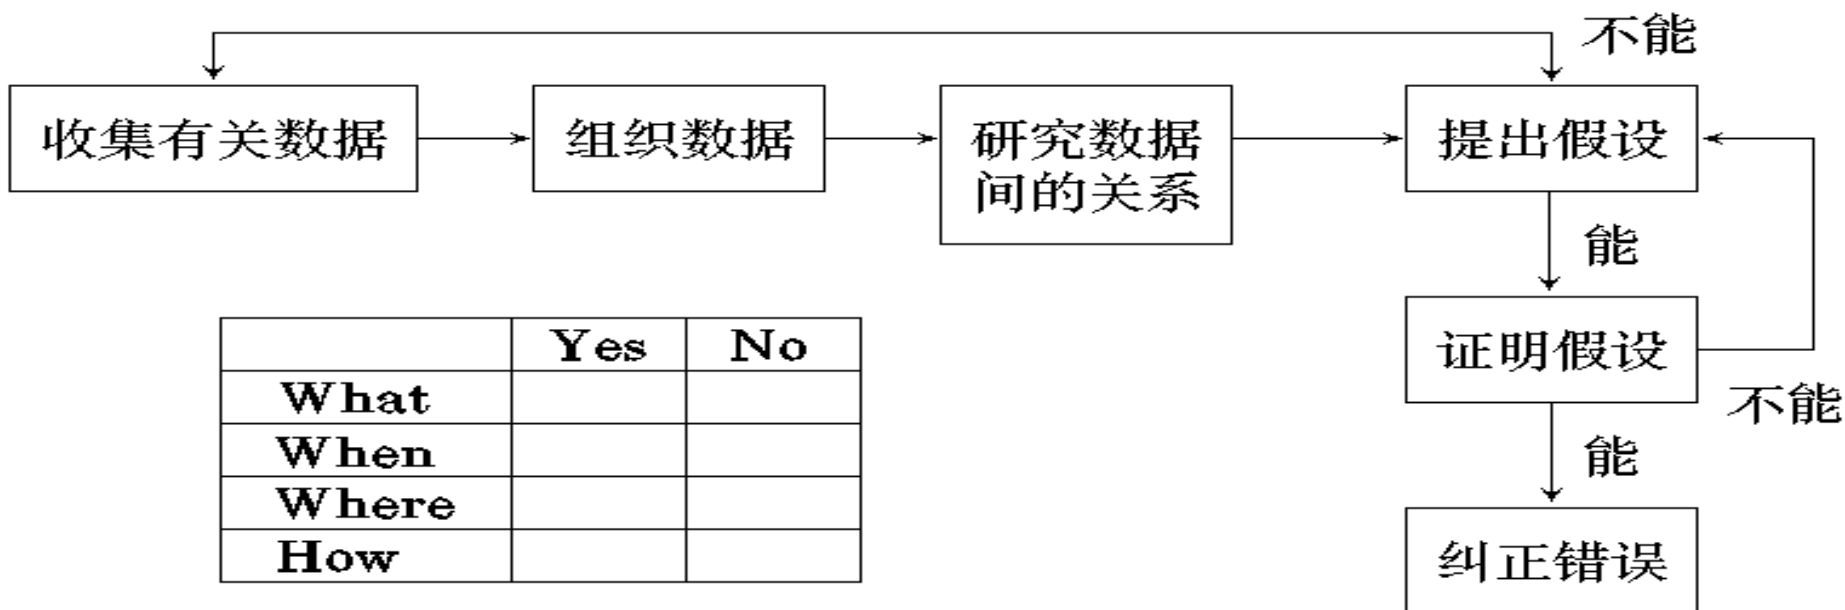 不能
收集有关数据
组织数据
研究数据
间的关系
提出假设
能
证明假设
不能
能
纠正错误
Yes No
What
When
Where
How